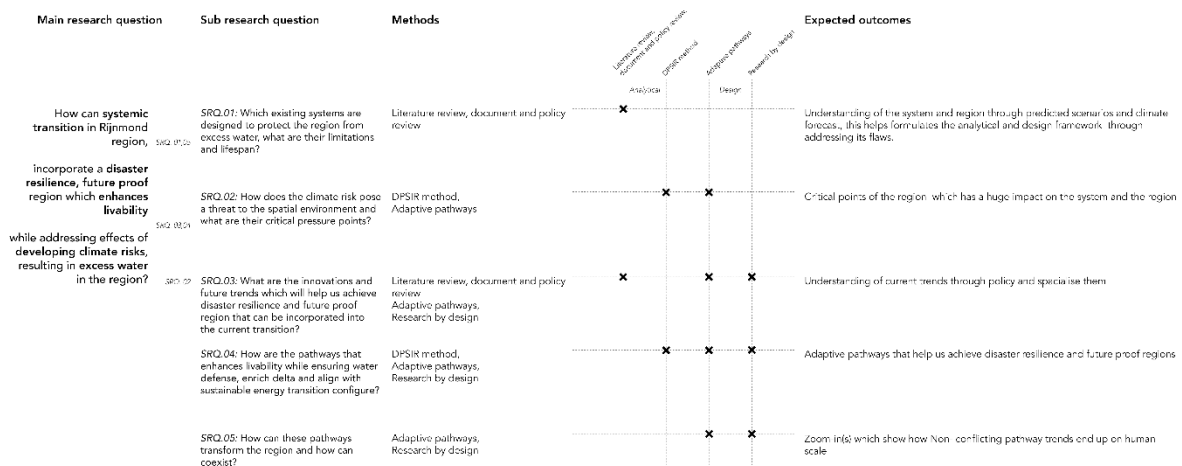 Main research question
Sub research question
Methods
Expected outcomes
Literature review,
document and policy review,
DPSIR method
Adaptive pathways
Research by design
Analytical
Design
How can systemic
transition in Rijnmond
region,
SRQ. 01,05
incorporate a disaster
resilience, future proof
region which enhances
livability
while addressing effects of
developing climate risks,
resulting in excess water
in the region?
SRQ. 02
SRQ.01: Which existing systems are
designed to protect the region from
excess water, what are their limitations
and lifespan?
Literature review, document and policy
review
Understanding of the system and region through predicted scenarios and climate
forecast, this helps formulates the analytical and design framework through
addressing its flaws.
SRQ.02: How does the climate risk pose
a threat to the spatial environment and
what are their critical pressure points?
DPSIR method,
Adaptive pathways
Critical points of the region which has a huge impact on the system and the region
SRQ.03: What are the innovations and
future trends which will help us achieve
disaster resilience and future proof
region that can be incorporated into
the current transition?
Literature review, document and policy
review
Adaptive pathways,
Research by design
Understanding of current trends through policy and specialise them
SRQ.04: How are the pathways that
enhances livability while ensuring water
defense, enrich delta and align with
sustainable energy transition configure?
DPSIR method,
Adaptive pathways,
Research by design
Adaptive pathways that help us achieve disaster resilience and future proof regions
SRQ.05: How can these pathways
transform the region and how can
coexist?
Adaptive pathways,
Research by design
Zoom in(s) which show how Non-conflicting pathway trends end up on human
scale